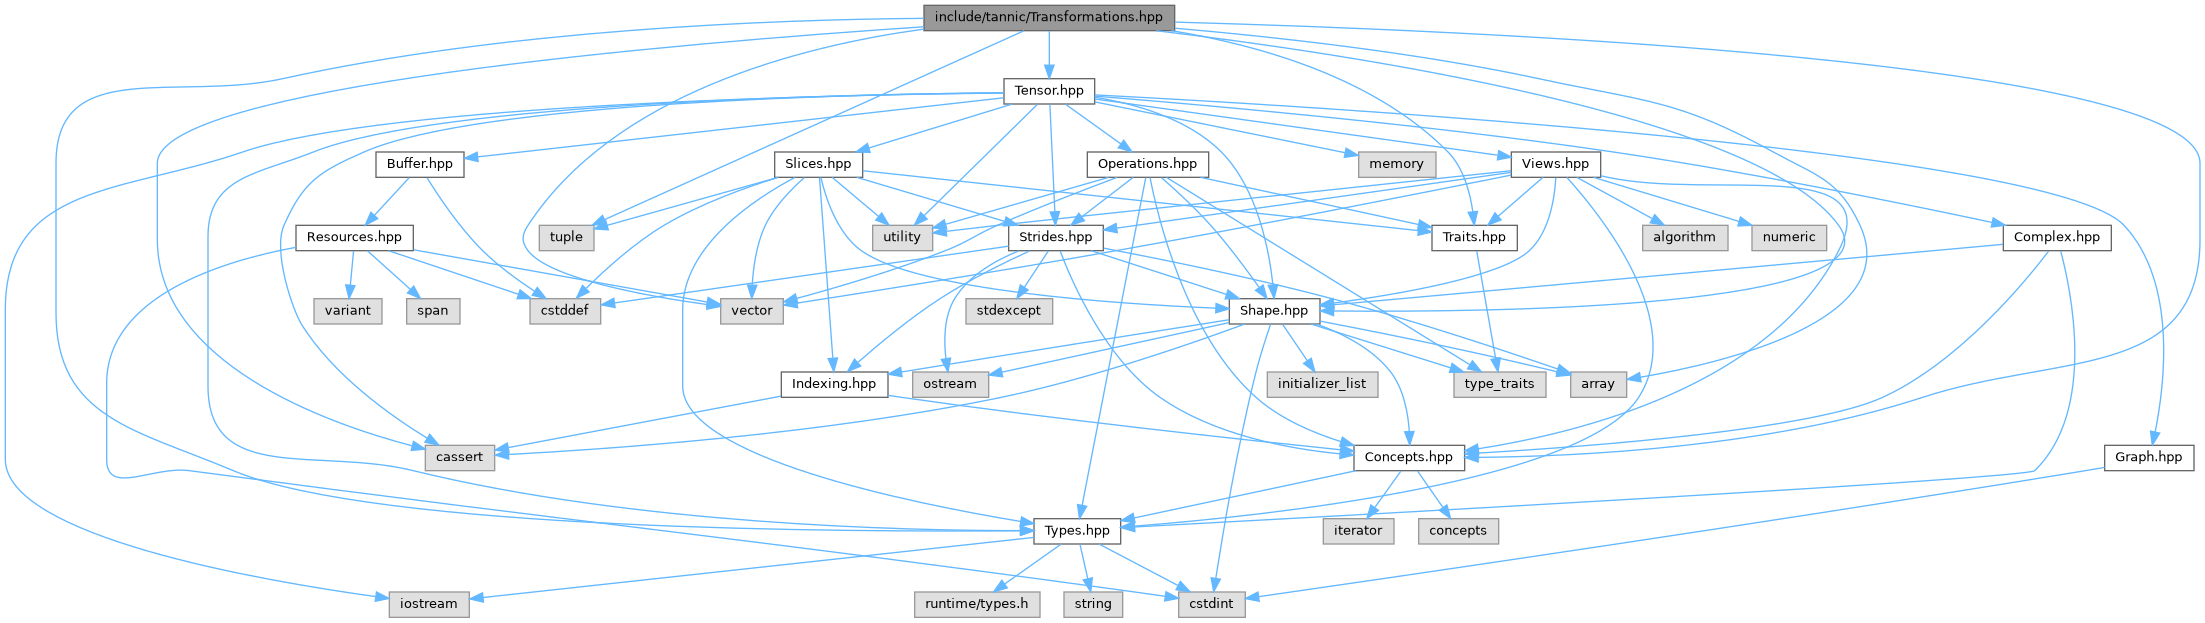 include/tannic/Transformations.hpp
Tensor.hpp
Buffer.hpp
Slices.hpp
Operations.hpp
memory
Views.hpp
Resources.hpp
tuple
utility
Strides.hpp
Traits.hpp
algorithm
numeric
Complex.hpp
variant
span
cstddef
vector
stdexcept
Shape.hpp
Indexing.hpp
ostream
initializer_list
type_traits
array
cassert
Concepts.hpp
Graph.hpp
Types.hpp
iterator
concepts
iostream
runtime/types.h
string
cstdint